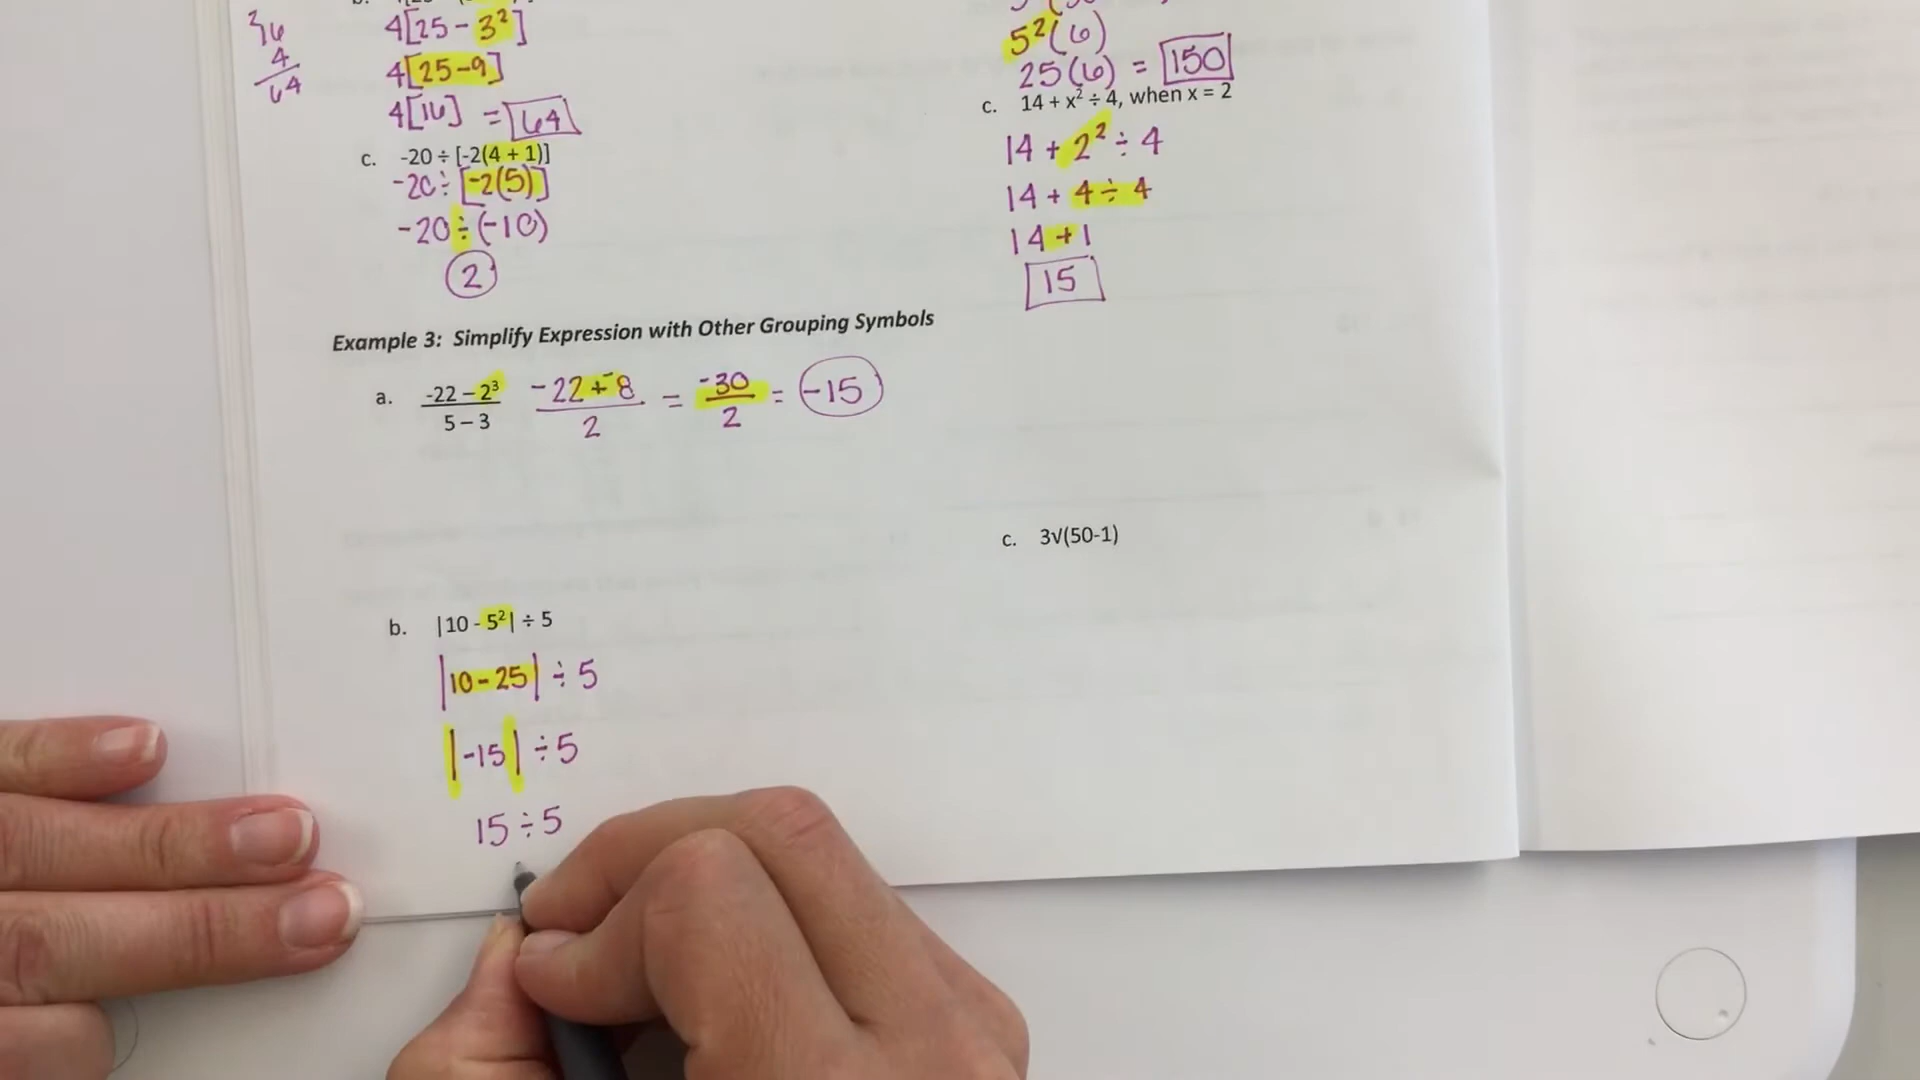 36
4
64
4[25 - 3²]
4[25-9]
4[16] = 64
c. -20 ÷ [-2(4 + 1)]
-20 ÷ [-2(5)]
-20 ÷ (-10)
2
5²(6)
25(6) = 150
c. 14 + x² ÷ 4, when x = 2
14 + 2² ÷ 4
14 + 4 ÷ 4
14 + 1
15
Example 3: Simplify Expression with Other Grouping Symbols
a. -22 – 2³ / 5 – 3   -22 + -8 / 2 = -30 / 2 = -15
b. |10 - 5²| ÷ 5
|10-25| ÷ 5
|-15| ÷ 5
15 ÷ 5
c. 3√(50-1)